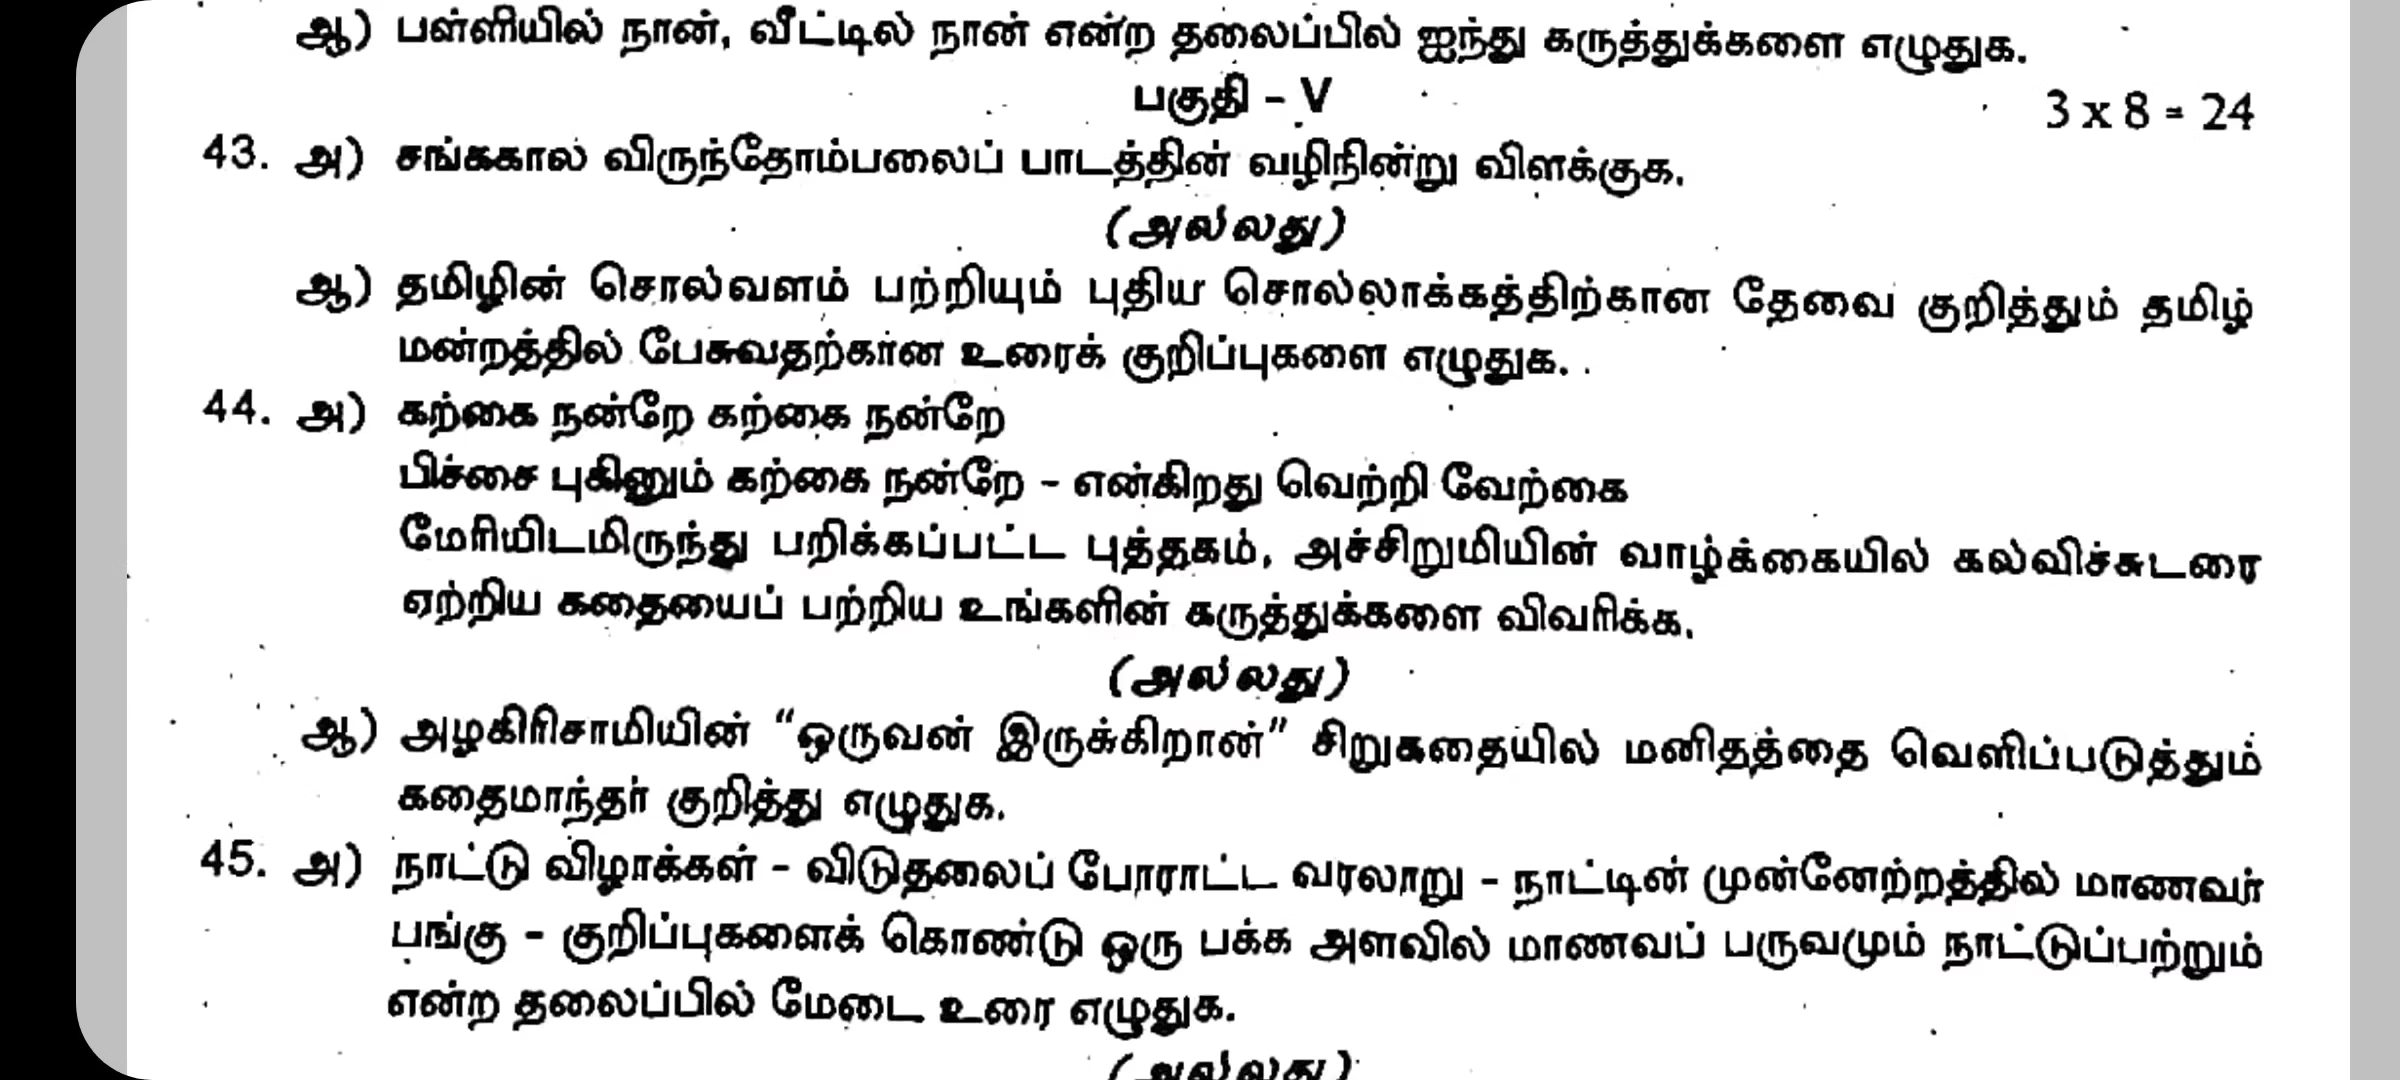 ஆ) பள்ளியில் நான், வீட்டில் நான் என்ற தலைப்பில் ஐந்து கருத்துக்களை எழுதுக.
பகுதி - V
3 x 8 = 24
43. அ) சங்ககால விருந்தோம்பலைப் பாடத்தின் வழிநின்று விளக்குக.
(அல்லது)
ஆ) தமிழின் சொல்வளம் பற்றியும் புதிய சொல்லாக்கத்திற்கான தேவை குறித்தும் தமிழ்
மன்றத்தில் பேசுவதற்கான உரைக் குறிப்புகளை எழுதுக.
44. அ) கற்கை நன்றே கற்கை நன்றே
பிச்சை புகினும் கற்கை நன்றே - என்கிறது வெற்றி வேற்கை
மேரியிடமிருந்து பறிக்கப்பட்ட புத்தகம், அச்சிறுமியின் வாழ்க்கையில் கல்விச்சுடரை
ஏற்றிய கதையைப் பற்றிய உங்களின் கருத்துக்களை விவரிக்க.
(அல்லது)
ஆ) அழகிரிசாமியின் “ஒருவன் இருக்கிறான்” சிறுகதையில் மனிதத்தை வெளிப்படுத்தும்
கதைமாந்தர் குறித்து எழுதுக.
45. அ) நாட்டு விழாக்கள் - விடுதலைப் போராட்ட வரலாறு - நாட்டின் முன்னேற்றத்தில் மாணவர்
பங்கு - குறிப்புகளைக் கொண்டு ஒரு பக்க அளவில் மாணவப் பருவமும் நாட்டுப்பற்றும்
என்ற தலைப்பில் மேடை உரை எழுதுக.
(அல்லது)